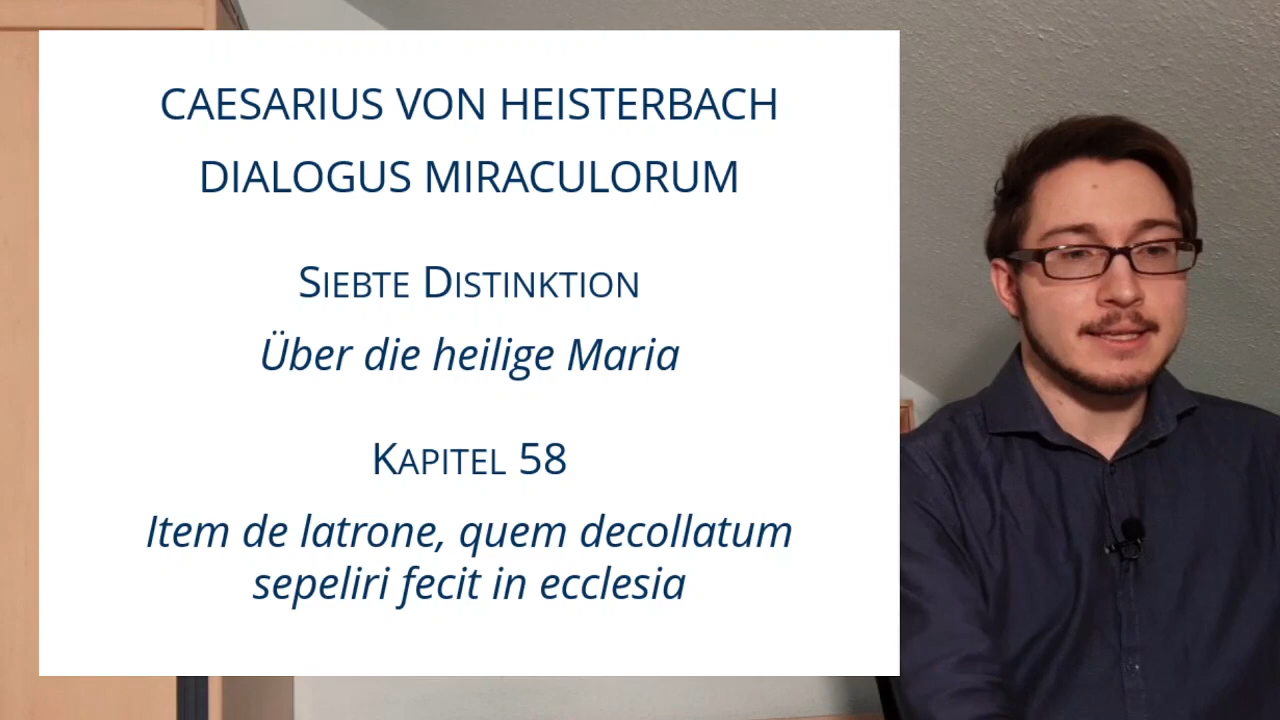 CAESARIUS VON HEISTERBACH
DIALOGUS MIRACULORUM
SIEBTE DISTINKTION
Über die heilige Maria
KAPITEL 58
Item de latrone, quem decollatum
sepeliri fecit in ecclesia